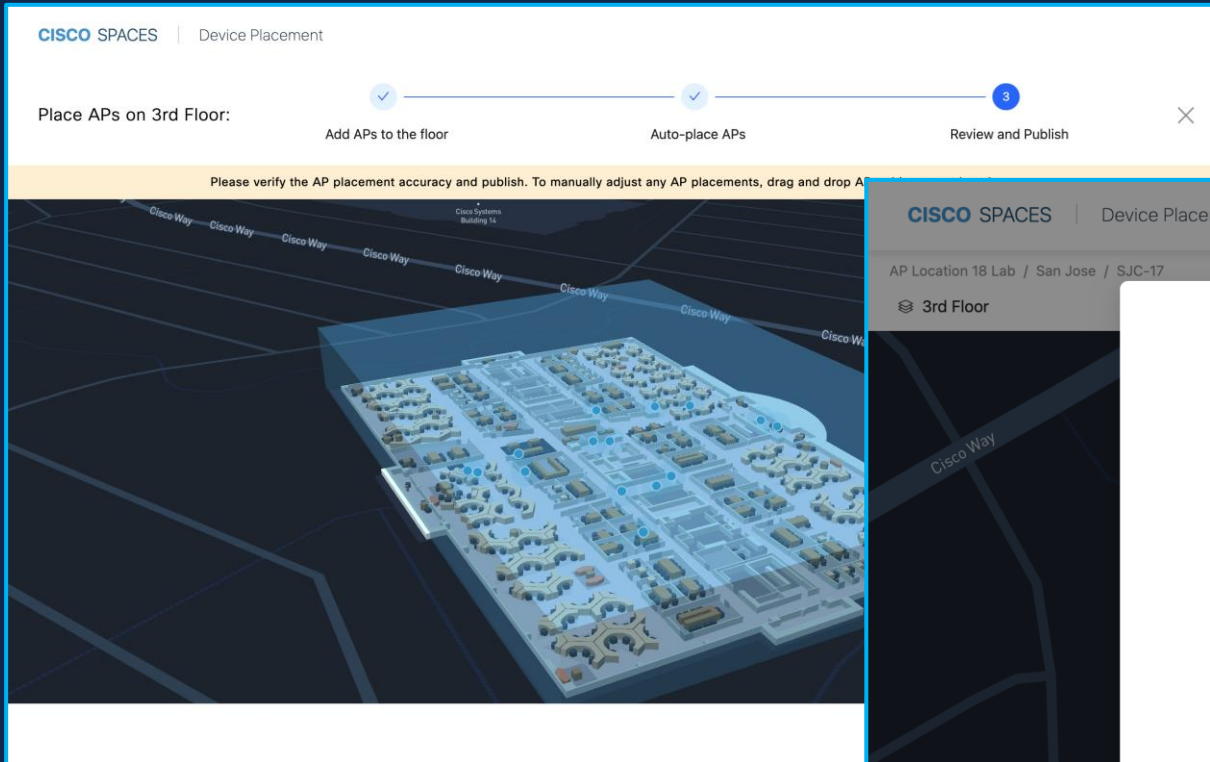 CISCO SPACES | Device Placement
Place APs on 3rd Floor:
3
Add APs to the floor
Auto-place APs
Review and Publish
Please verify the AP placement accuracy and publish. To manually adjust any AP placements, drag and drop
Cisco Systems
Building 14
Cisco Way
Cisco Way
Cisco Way
Cisco Way
Cisco Way
Cisco Way
Cisco Way
Cisco
CISCO SPACES | Device Place
AP Location 18 Lab / San Jose / SJC-17
3rd Floor
Cisco Way